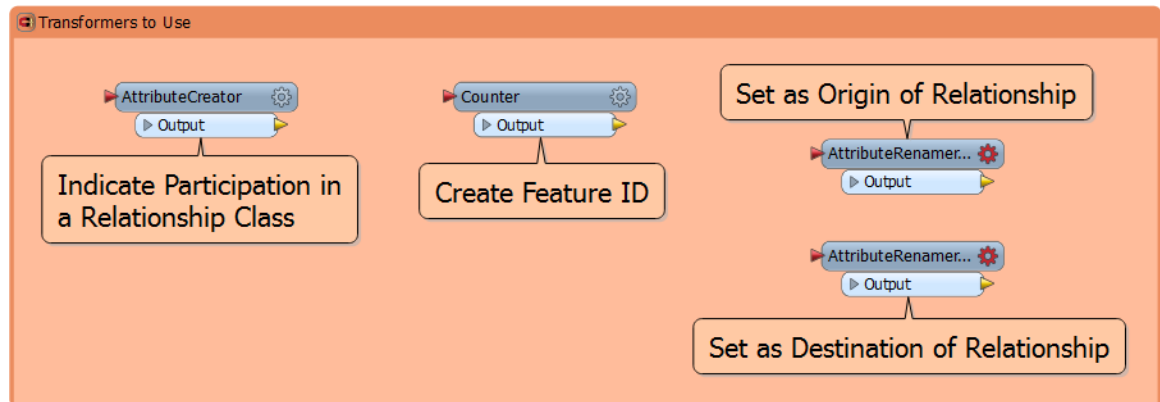 Transformers to Use
AttributeCreator
Output
Indicate Participation in
a Relationship Class
Counter
Output
Create Feature ID
Set as Origin of Relationship
AttributeRenamer...
Output
AttributeRenamer...
Output
Set as Destination of Relationship